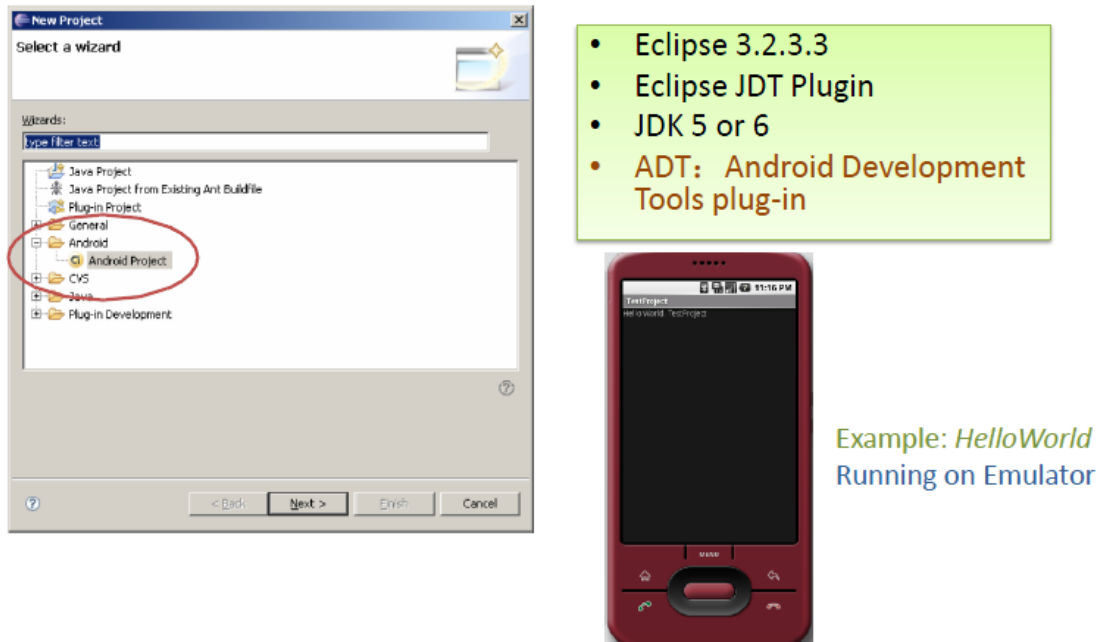 New Project
Select a wizard
Wizards:
type filter text
Java Project
Java Project from Existing Ant Buildfile
Plug-in Project
General
Android
Android Project
CVS
Java
Plug-in Development
< Back
Next >
Finish
Cancel
• Eclipse 3.2.3.3
• Eclipse JDT Plugin
• JDK 5 or 6
• ADT： Android Development
Tools plug-in
11:16 PM
TestProject
Hello World, TestProject
MENU
Example: HelloWorld
Running on Emulator